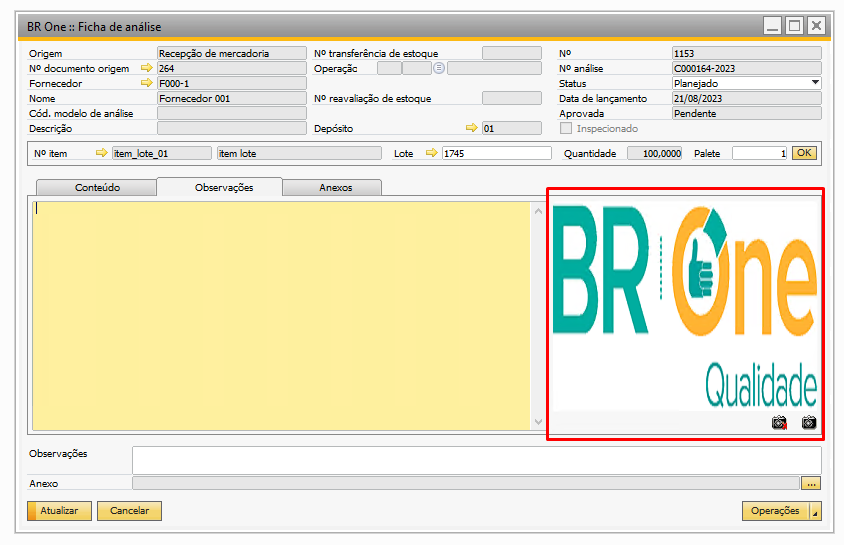 BR One :: Ficha de análise
Origem Recepção de mercadoria Nº transferência de estoque Nº 1153
Nº documento origem 264 Operação Nº análise C000164-2023
Fornecedor F000-1 Status Planejado
Nome Fornecedor 001 Nº reavaliação de estoque Data de lançamento 21/08/2023
Cód. modelo de análise Aprovada Pendente
Descrição Depósito 01 Inspecionado
Nº item item_lote_01 item lote Lote 1745 Quantidade 100,0000 Palete 1 OK
Conteúdo Observações Anexos
BR One
Qualidade
Observações
Anexo ...
Atualizar Cancelar Operações